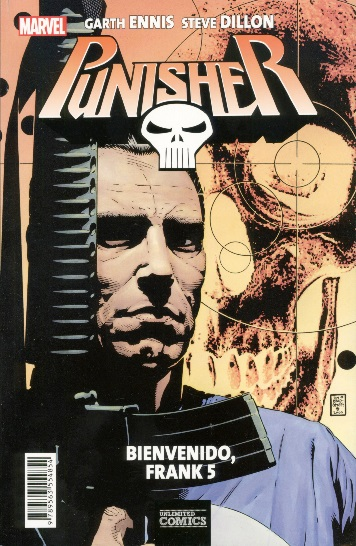 MARVEL
GARTH ENNIS STEVE DILLON
PUNISHER
BIENVENIDO,
FRANK 5
UNLIMITED
COMICS